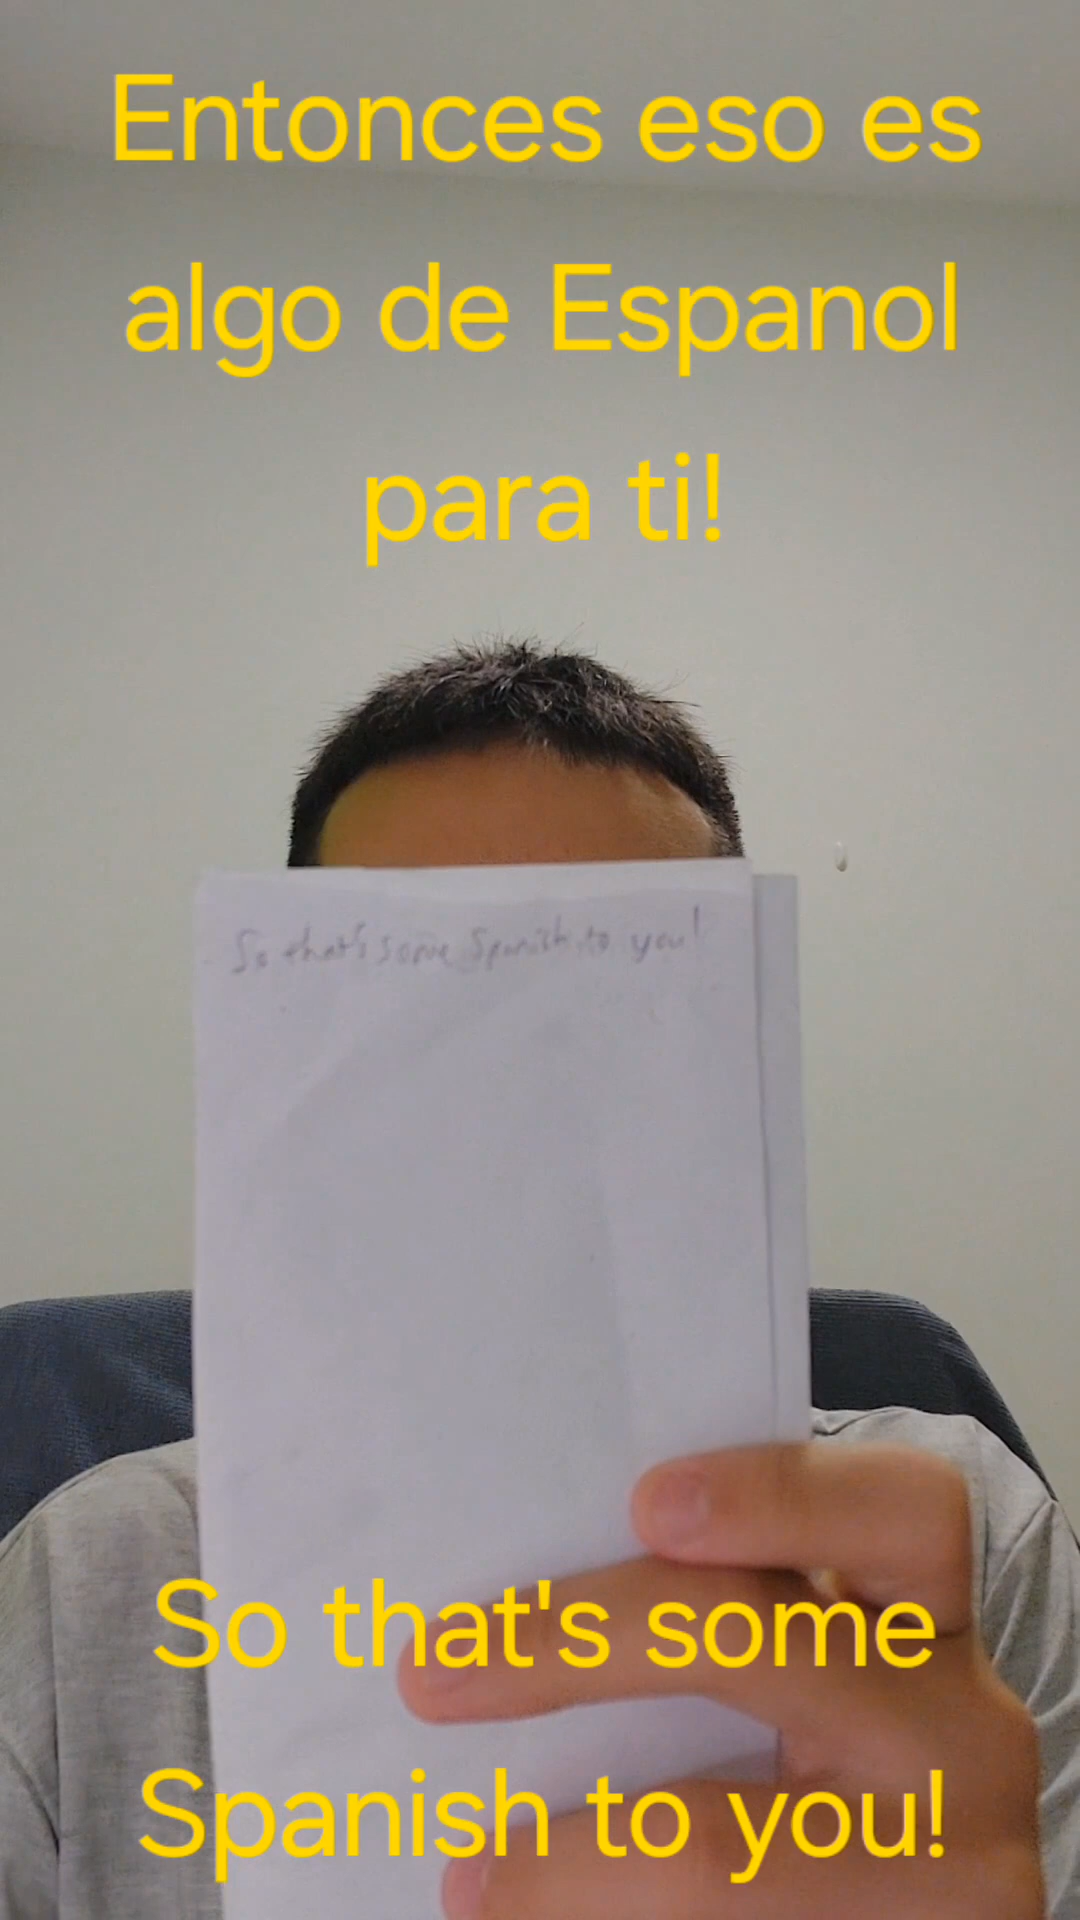 Entonces eso es
algo de Espanol
para ti!
So that's some Spanish to you!
So that's some
Spanish to you!